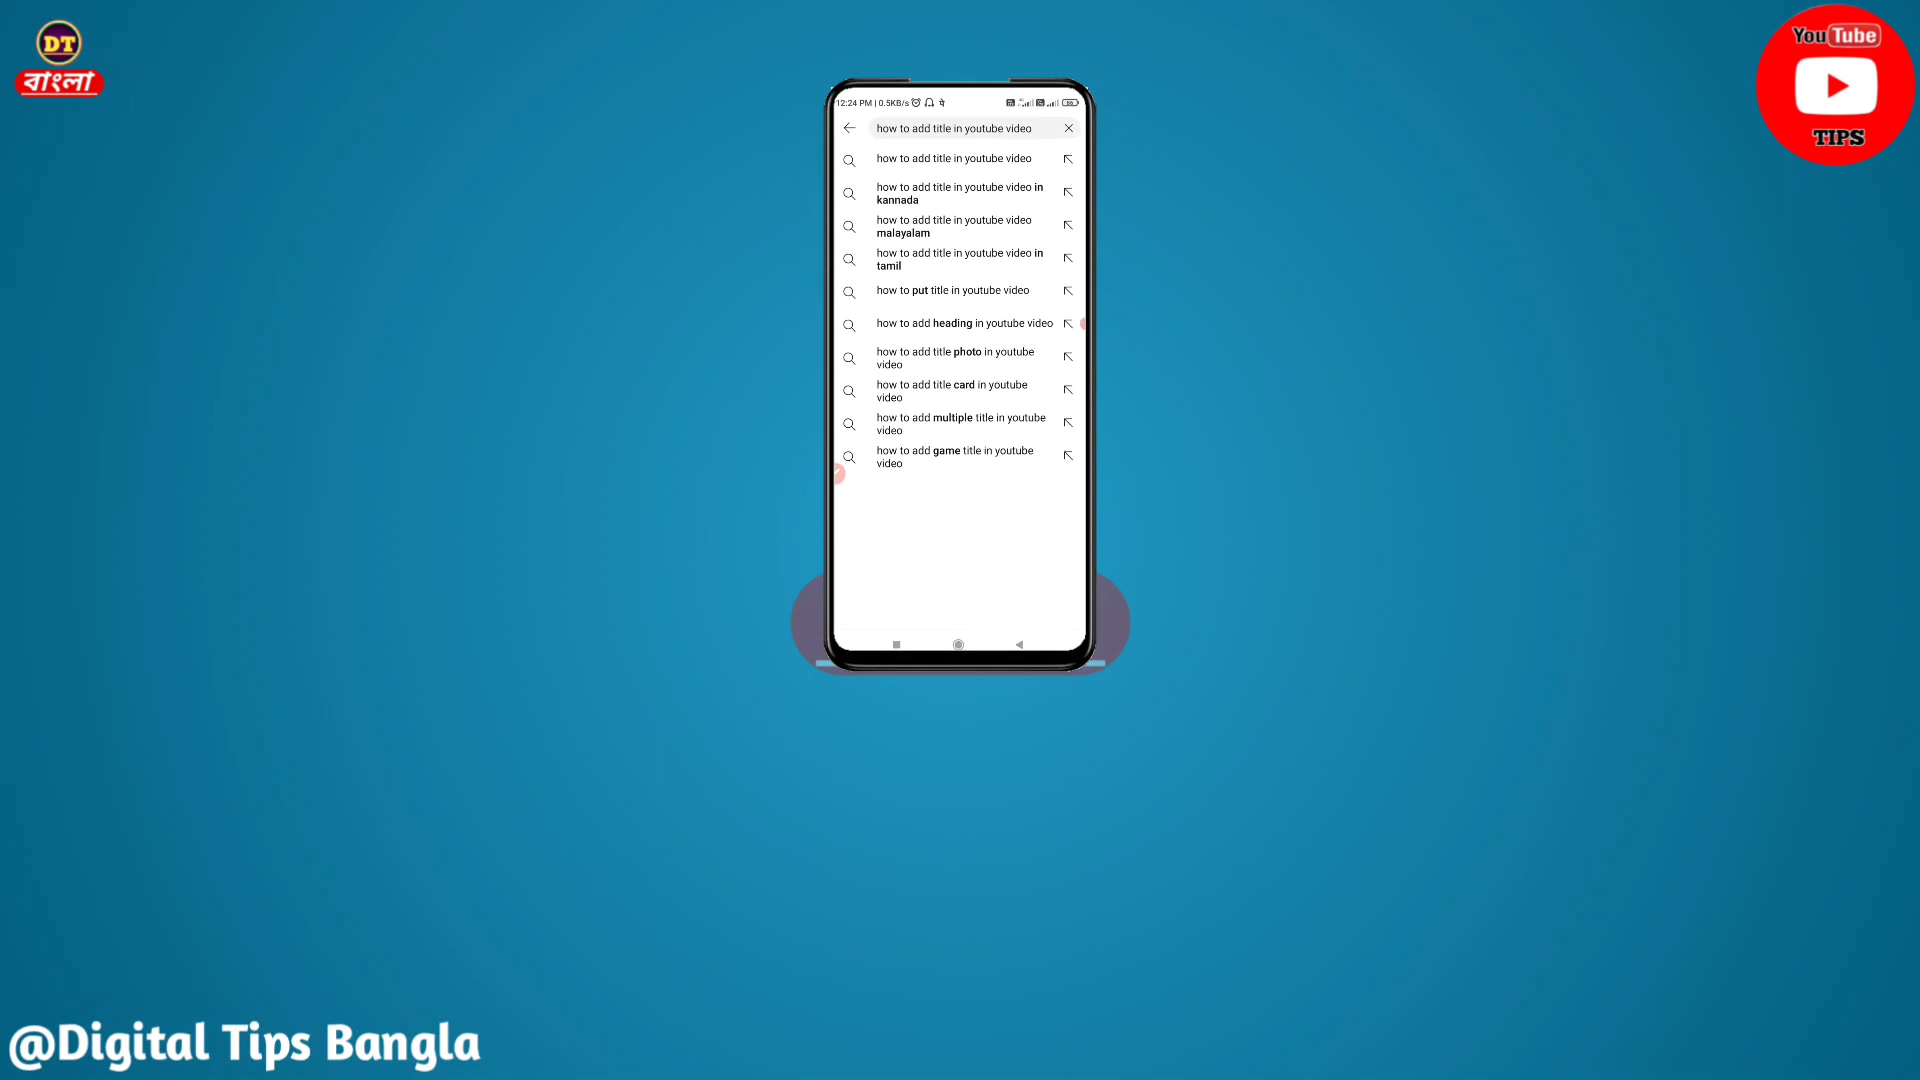 DT
বাংলা
YouTube
TIPS
12:24 PM | 0.5KB/s
how to add title in youtube video
how to add title in youtube video
how to add title in youtube video in
kannada
how to add title in youtube video
malayalam
how to add title in youtube video in
tamil
how to put title in youtube video
how to add heading in youtube video
how to add title photo in youtube
video
how to add title card in youtube
video
how to add multiple title in youtube
video
how to add game title in youtube
video
@Digital Tips Bangla